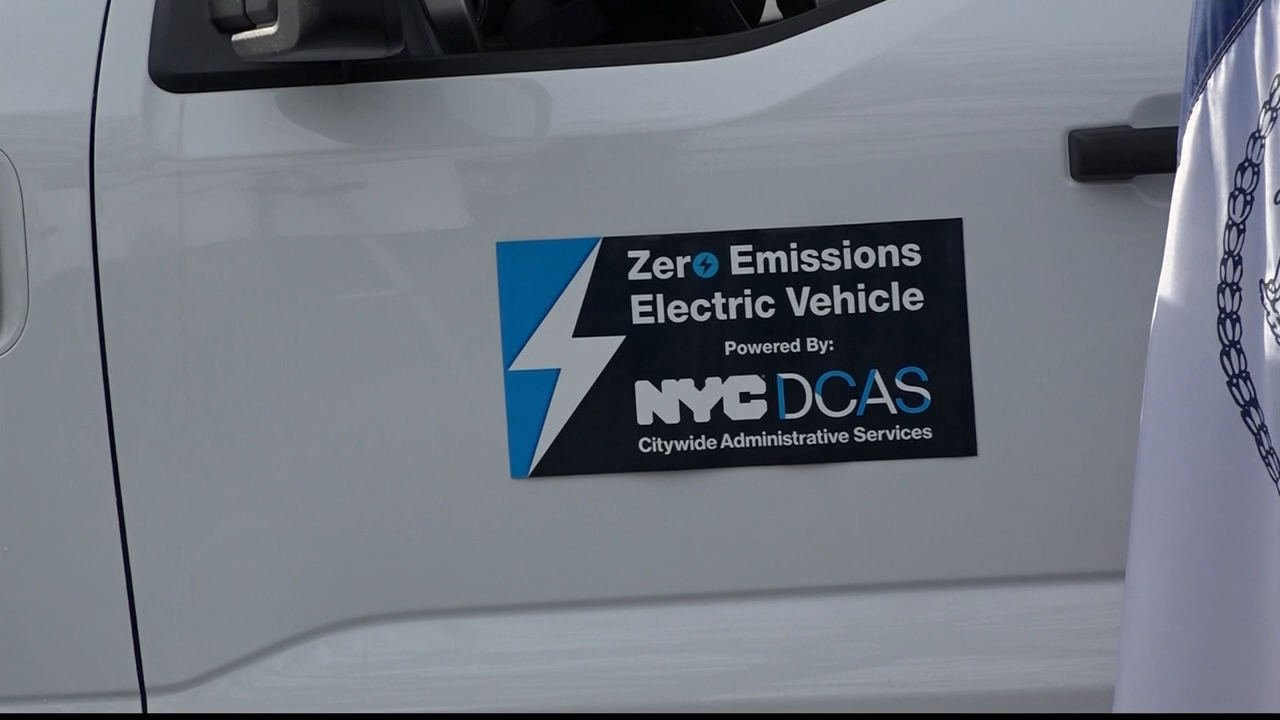 Zero Emissions
Electric Vehicle
Powered By:
NYC DCAS
Citywide Administrative Services